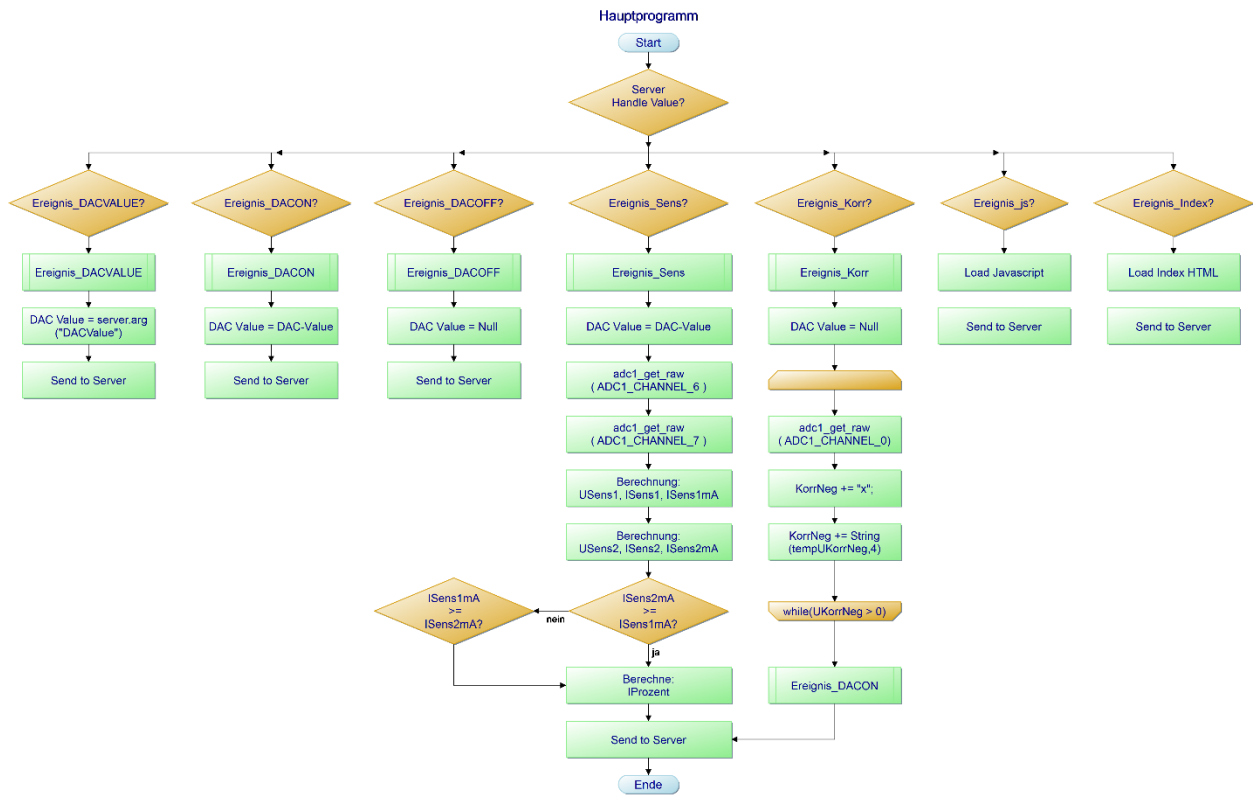 Hauptprogramm
Start
Server
Handle Value?
Ereignis_DACVALUE?
Ereignis_DACON?
Ereignis_DACOFF?
Ereignis_Sens?
Ereignis_Korr?
Ereignis_js?
Ereignis_Index?
Ereignis_DACVALUE
Ereignis_DACON
Ereignis_DACOFF
Ereignis_Sens
Ereignis_Korr
Load Javascript
Load Index HTML
DAC Value = server.arg
("DACValue")
DAC Value = DAC-Value
DAC Value = Null
DAC Value = DAC-Value
DAC Value = Null
Send to Server
Send to Server
Send to Server
Send to Server
Send to Server
adc1_get_raw
( ADC1_CHANNEL_6 )
adc1_get_raw
( ADC1_CHANNEL_7 )
adc1_get_raw
( ADC1_CHANNEL_0)
Berechnung:
USens1, ISens1, ISens1mA
KorrNeg += "x";
Berechnung:
USens2, ISens2, ISens2mA
KorrNeg += String
(tempUKorrNeg,4)
ISens1mA
>=
ISens2mA?
nein
ISens2mA
>=
ISens1mA?
while(UKorrNeg > 0)
ja
Berechne:
IProzent
Ereignis_DACON
Send to Server
Ende